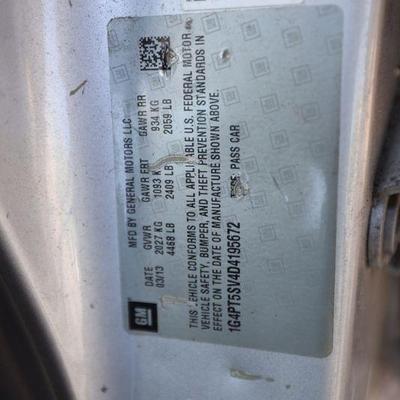 MFD BY GENERAL MOTORS LLC
DATE GVWR GAWR FRT GAWR RR
03/13 2027 KG 1093 K 934 KG
4468 LB 2409 LB 2059 LB
THIS VEHICLE CONFORMS TO ALL APPLICABLE U.S. FEDERAL MOTOR
VEHICLE SAFETY, BUMPER, AND THEFT PREVENTION STANDARDS IN
EFFECT ON THE DATE OF MANUFACTURE SHOWN ABOVE.
1G4PT5SV4D4195672 PASS CAR
GM